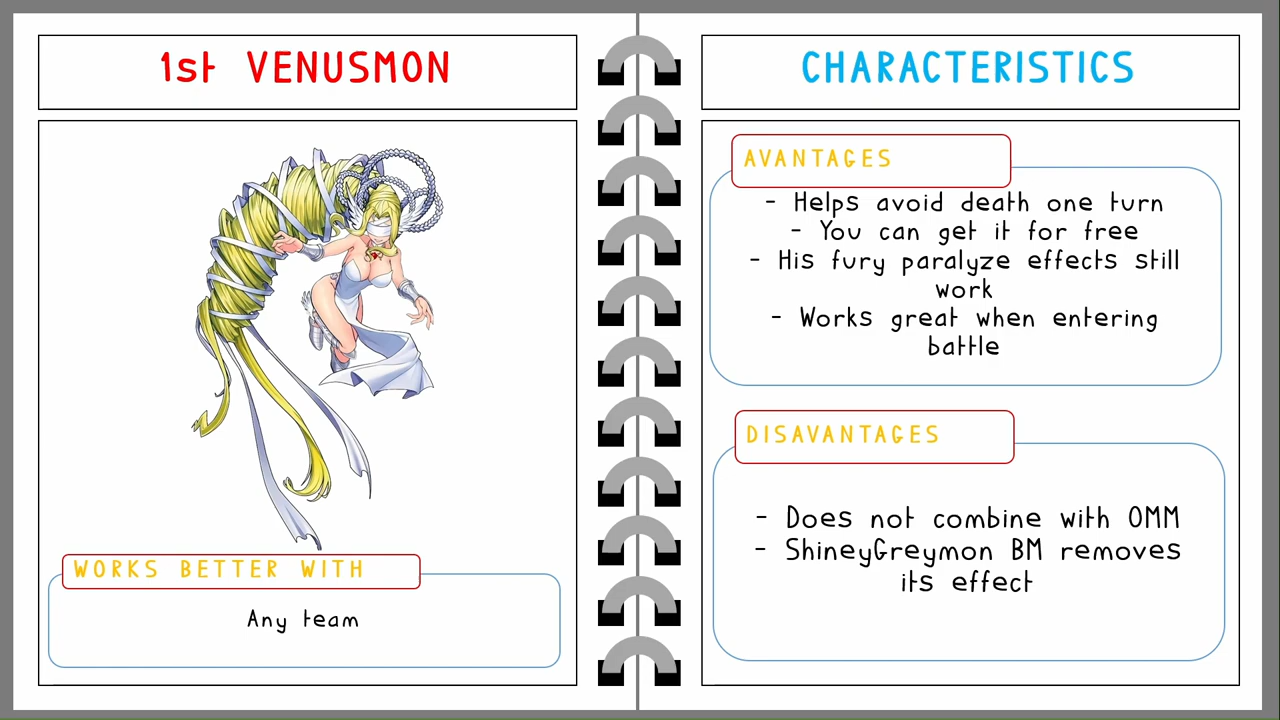 1st VENUSMON
WORKS BETTER WITH
Any team
CHARACTERISTICS
AVANTAGES
- Helps avoid death one turn
- You can get it for free
- His fury paralyze effects still
work
- Works great when entering
battle
DISAVANTAGES
- Does not combine with OMM
- ShineyGreymon BM removes
its effect